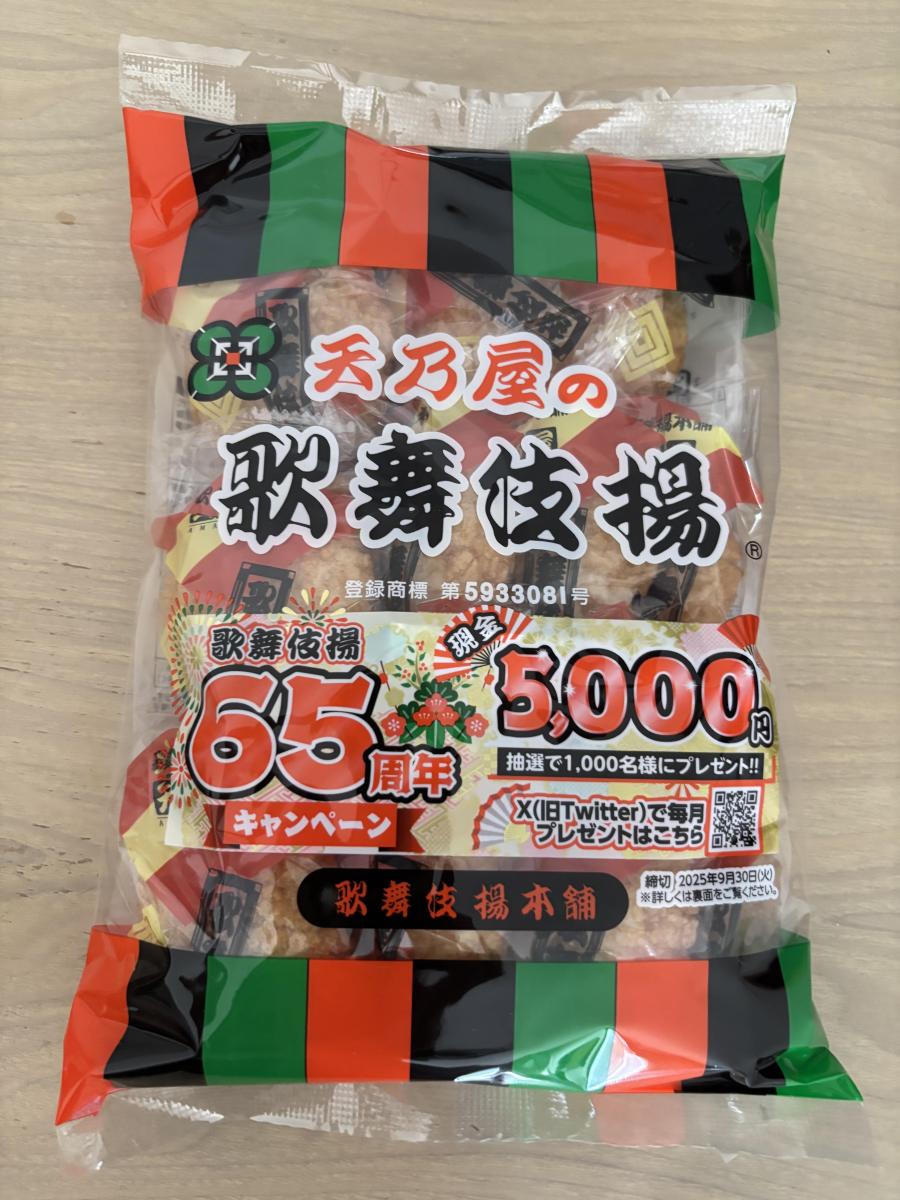 天乃屋の
歌舞伎揚
®
登録商標 第5933081号
歌舞伎揚
65周年
キャンペーン
現金
5,000円
抽選で1,000名様にプレゼント!!
X(旧Twitter)で毎月
プレゼントはこちら
締切 2025年9月30日(火)
※詳しくは裏面をご覧ください。
歌舞伎揚本舗